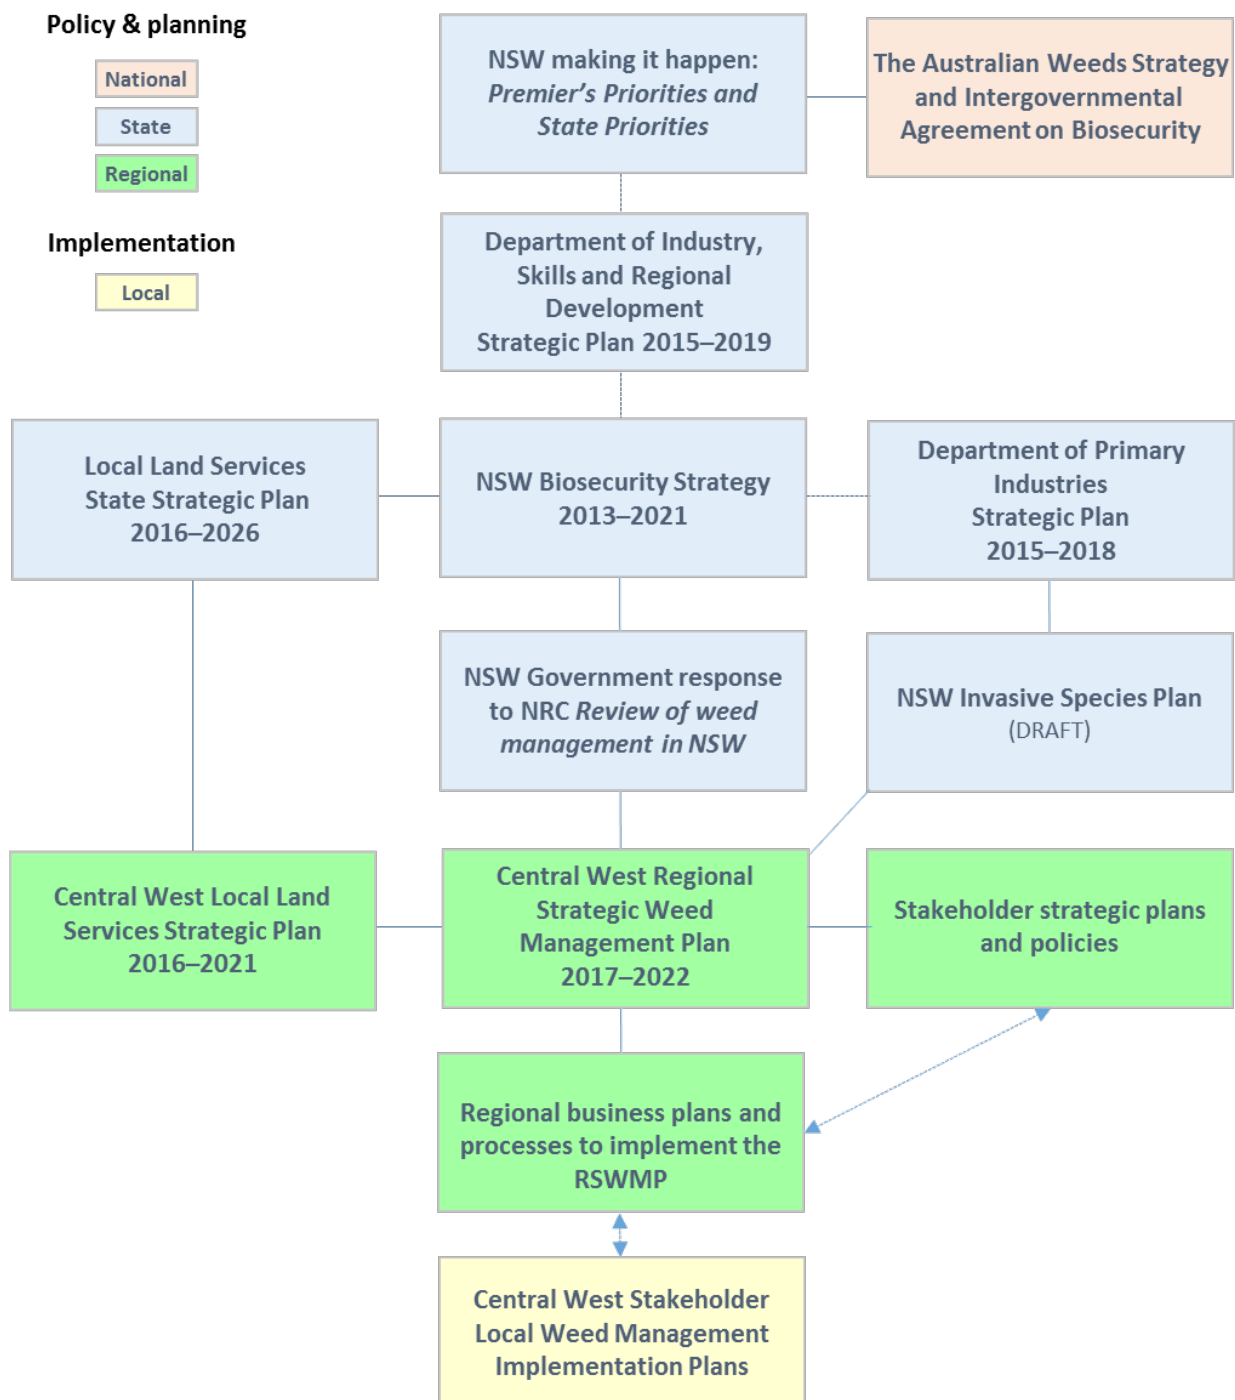 Policy & planning
National
State
Regional
Implementation
Local
NSW making it happen:
Premier's Priorities and
State Priorities
The Australian Weeds Strategy
and Intergovernmental
Agreement on Biosecurity
Department of Industry,
Skills and Regional
Development
Strategic Plan 2015–2019
Local Land Services
State Strategic Plan
2016–2026
NSW Biosecurity Strategy
2013–2021
Department of Primary
Industries
Strategic Plan
2015–2018
NSW Government response
to NRC Review of weed
management in NSW
NSW Invasive Species Plan
(DRAFT)
Central West Local Land
Services Strategic Plan
2016–2021
Central West Regional
Strategic Weed
Management Plan
2017–2022
Stakeholder strategic plans
and policies
Regional business plans and
processes to implement the
RSWMP
Central West Stakeholder
Local Weed Management
Implementation Plans